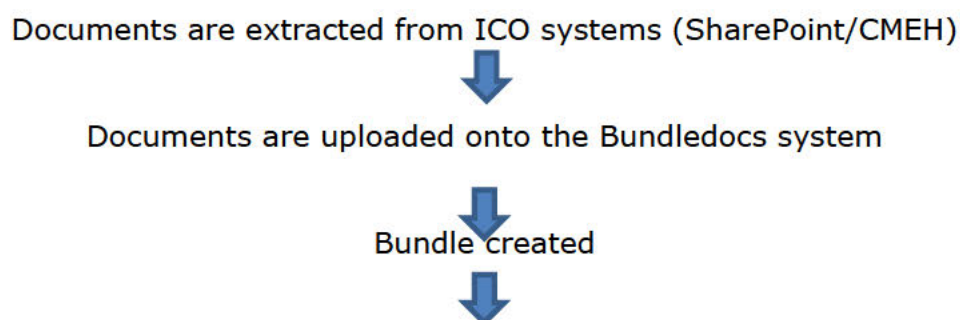 Documents are extracted from ICO systems (SharePoint/CMEH)
Documents are uploaded onto the Bundledocs system
Bundle created